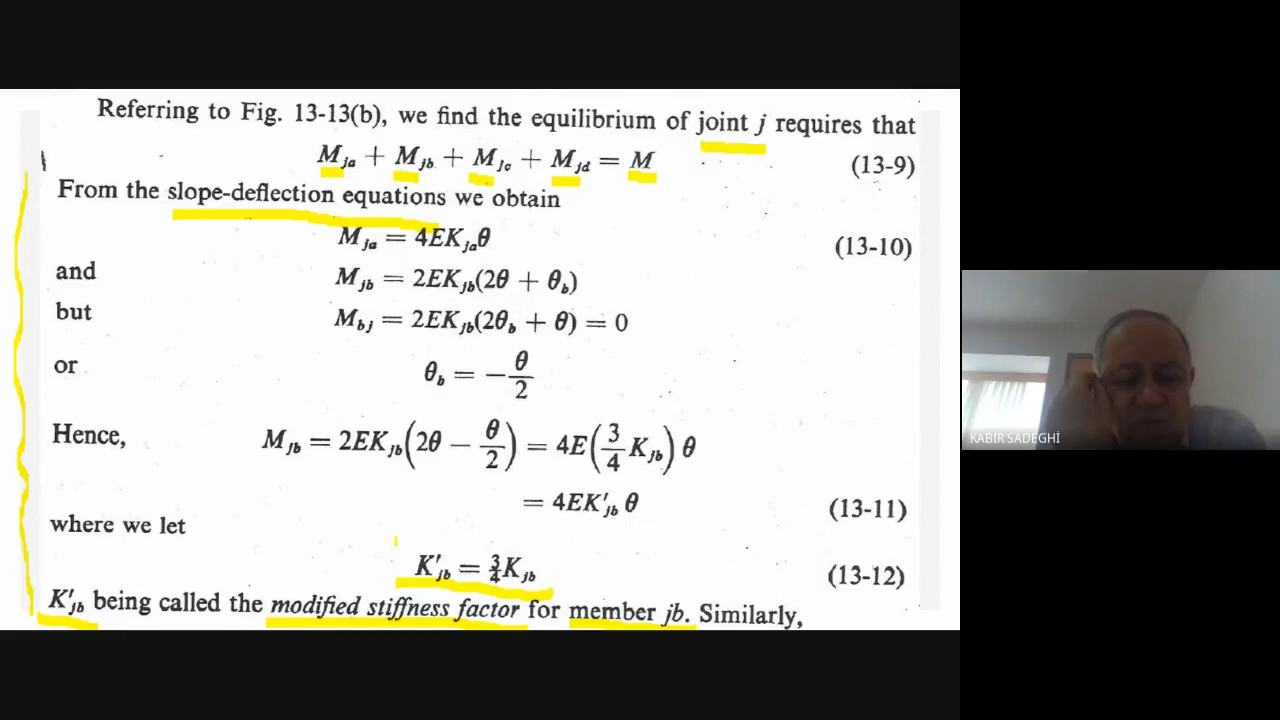 Referring to Fig. 13-13(b), we find the equilibrium of joint j requires that
M_ja + M_jb + M_jc + M_jd = M (13-9)
From the slope-deflection equations we obtain
M_ja = 4EK_jaθ (13-10)
and
M_jb = 2EK_jb(2θ + θ_b)
but
M_bj = 2EK_jb(2θ_b + θ) = 0
or
θ_b = −θ/2
Hence,
M_jb = 2EK_jb(2θ − θ/2) = 4E(3/4 K_jb) θ
= 4EK′_jb θ (13-11)
where we let
K′_jb = ¾K_jb (13-12)
K′_jb being called the modified stiffness factor for member jb. Similarly,
KABIR SADEGHİ